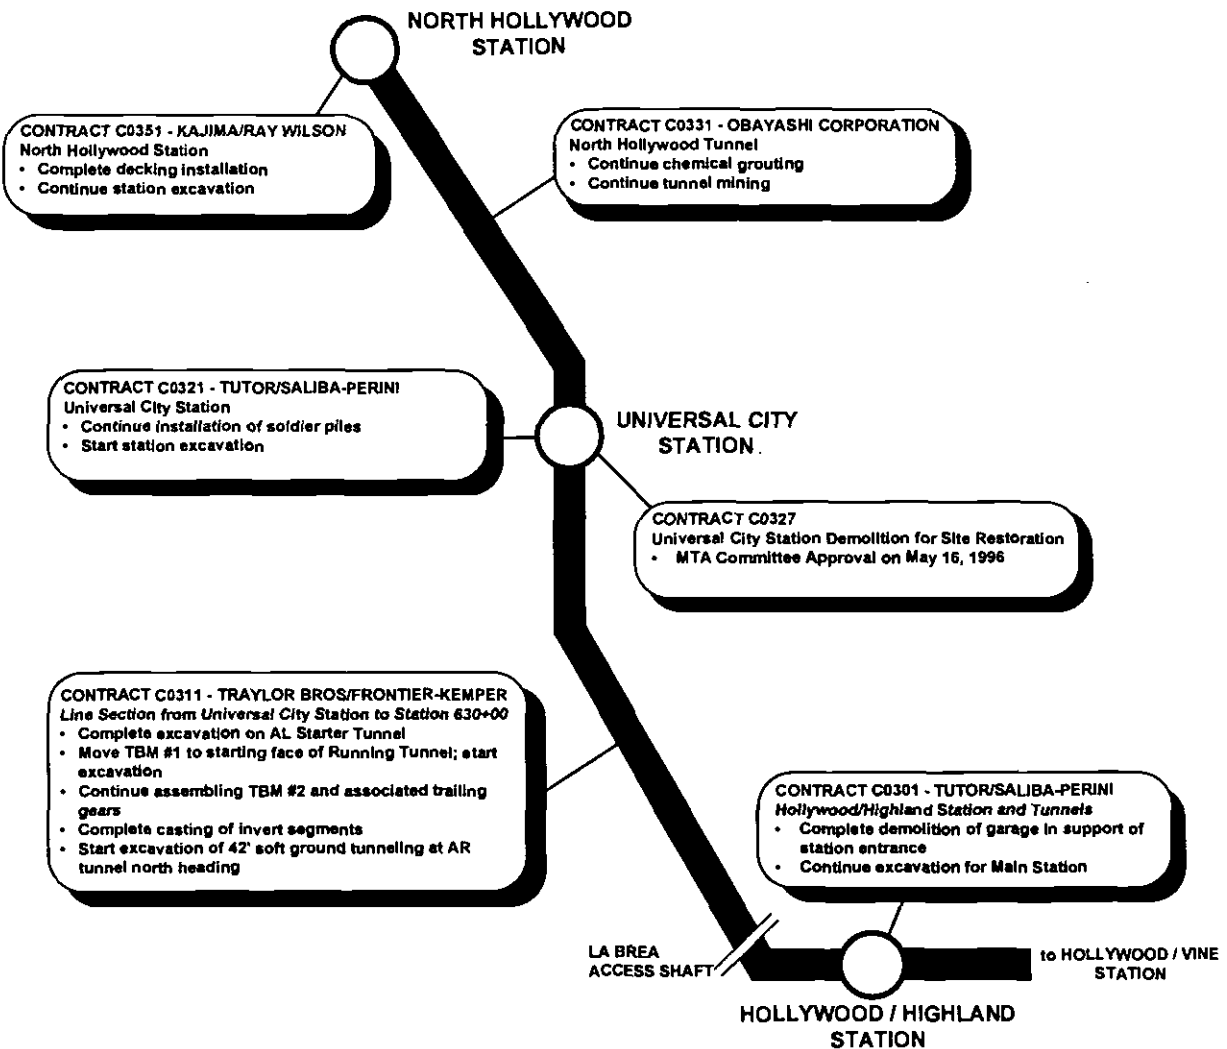 NORTH HOLLYWOOD
STATION
CONTRACT C0351 - KAJIMA/RAY WILSON
North Hollywood Station
• Complete decking installation
• Continue station excavation
CONTRACT C0331 - OBAYASHI CORPORATION
North Hollywood Tunnel
• Continue chemical grouting
• Continue tunnel mining
CONTRACT C0321 - TUTOR/SALIBA-PERINI
Universal City Station
• Continue installation of soldier piles
• Start station excavation
UNIVERSAL CITY
STATION
CONTRACT C0327
Universal City Station Demolition for Site Restoration
• MTA Committee Approval on May 16, 1996
CONTRACT C0311 - TRAYLOR BROS/FRONTIER-KEMPER
Line Section from Universal City Station to Station 630+00
• Complete excavation on AL Starter Tunnel
• Move TBM #1 to starting face of Running Tunnel; start
excavation
• Continue assembling TBM #2 and associated trailing
gears
• Complete casting of invert segments
• Start excavation of 42' soft ground tunneling at AR
tunnel north heading
CONTRACT C0301 - TUTOR/SALIBA-PERINI
Hollywood/Highland Station and Tunnels
• Complete demolition of garage in support of
station entrance
• Continue excavation for Main Station
LA BREA
ACCESS SHAFT
to HOLLYWOOD / VINE
STATION
HOLLYWOOD / HIGHLAND
STATION